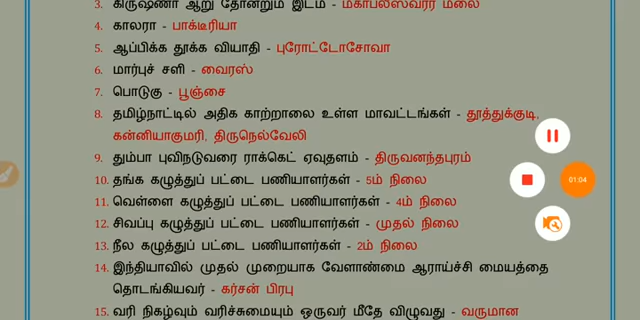 3. கிருஷ்ணா ஆறு தோன்றும் இடம் - மகாபலீஸ்வரர் மலை
4. காலரா - பாக்டீரியா
5. ஆப்பிக்க தூக்க வியாதி - புரோட்டோசோவா
6. மார்புச் சளி - வைரஸ்
7. பொடுகு - பூஞ்சை
8. தமிழ்நாட்டில் அதிக காற்றாலை உள்ள மாவட்டங்கள் - தூத்துக்குடி,
கன்னியாகுமரி, திருநெல்வேலி
9. தும்பா புவிநடுவரை ராக்கெட் ஏவுதளம் - திருவனந்தபுரம்
10. தங்க கழுத்துப் பட்டை பணியாளர்கள் - 5ம் நிலை
11. வெள்ளை கழுத்துப் பட்டை பணியாளர்கள் - 4ம் நிலை
12. சிவப்பு கழுத்துப் பட்டை பணியாளர்கள் - முதல் நிலை
13. நீல கழுத்துப் பட்டை பணியாளர்கள் - 2ம் நிலை
14. இந்தியாவில் முதல் முறையாக வேளாண்மை ஆராய்ச்சி மையத்தை
தொடங்கியவர் - கர்சன் பிரபு
15. வரி நிகழ்வும் வரிச்சுமையும் ஒருவர் மீதே விழுவது - வருமான
01:04